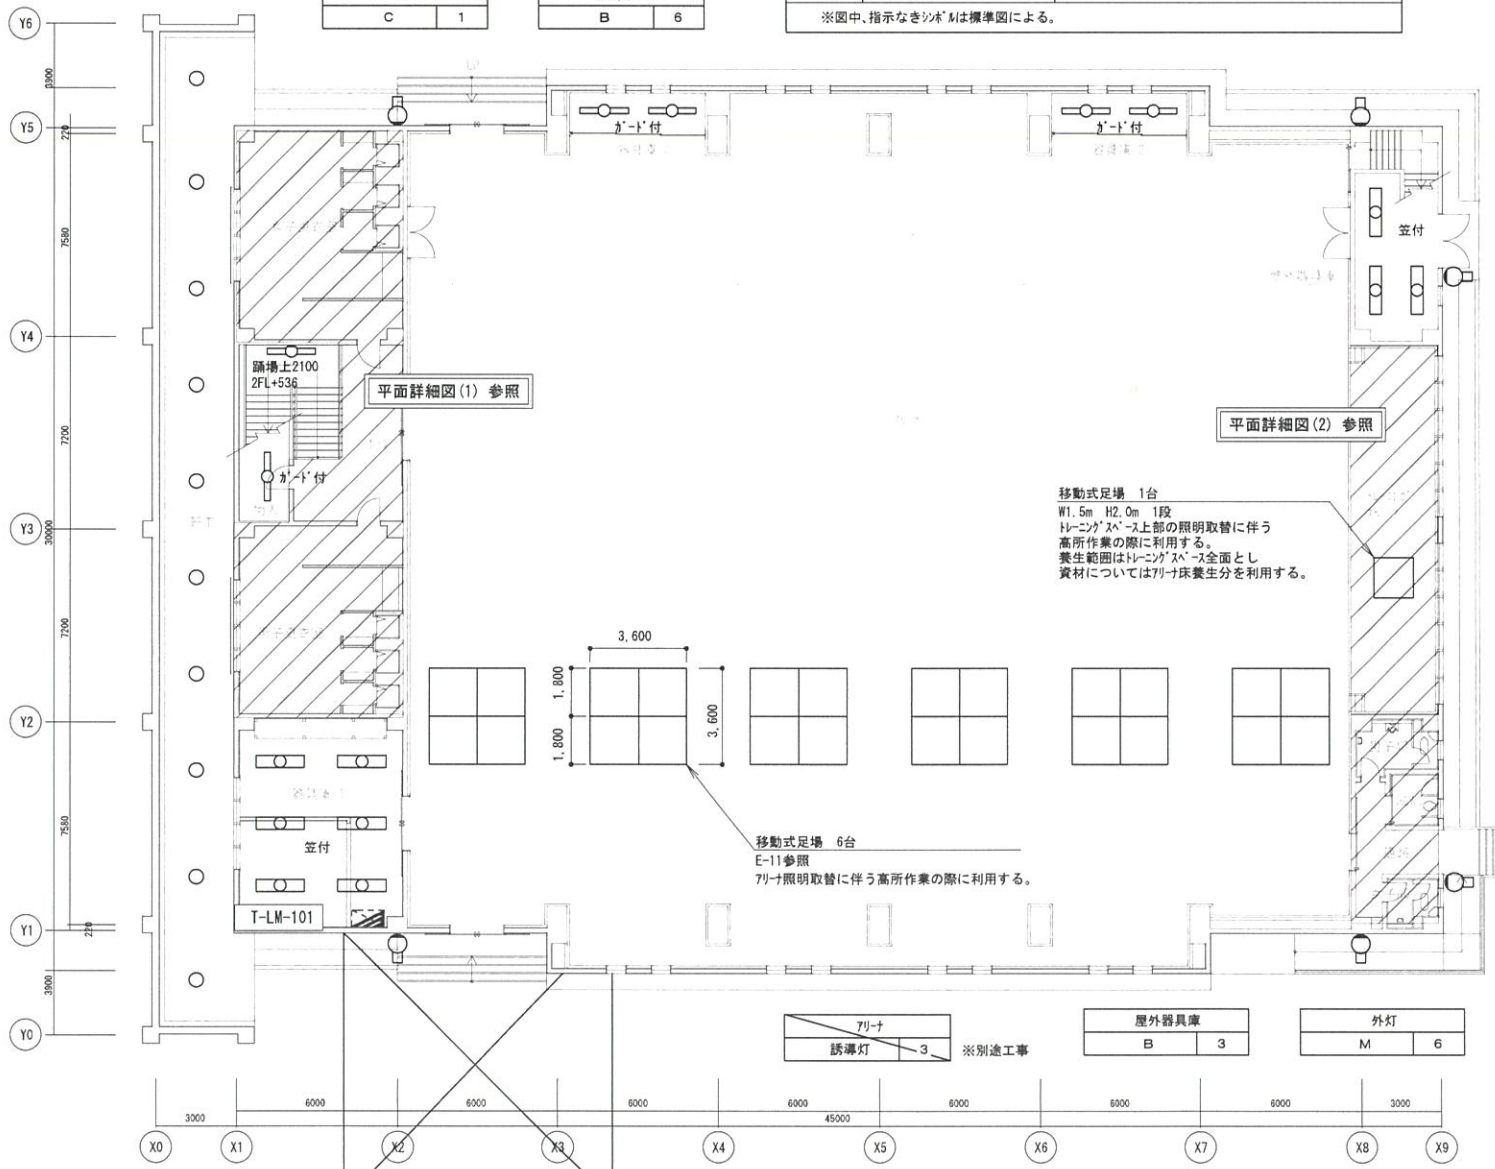 C 1
B 6
※図中、指示なきシンボルは標準図による。
Y6
3900
Y5
220
ガード付
ガード付
7580
笠付
Y4
踊場上2100
2FL+536
平面詳細図(1) 参照
平面詳細図(2) 参照
7200
ガード付
移動式足場 1台
W1.5m H2.0m 1段
トレーニングスペース上部の照明取替に伴う
高所作業の際に利用する。
養生範囲はトレーニングスペース全面とし
資材についてはアリーナ床養生分を利用する。
Y3
30000
7200
3,600
1,800
1,800
3,600
Y2
7580
笠付
移動式足場 6台
E-11参照
アリーナ照明取替に伴う高所作業の際に利用する。
T-LM-101
Y1
220
3900
Y0
アリーナ
誘導灯 3
※別途工事
屋外器具庫
B 3
外灯
M 6
3000 6000 6000 6000 6000 6000 6000 6000 3000
45000
X0 X1 X2 X3 X4 X5 X6 X7 X8 X9